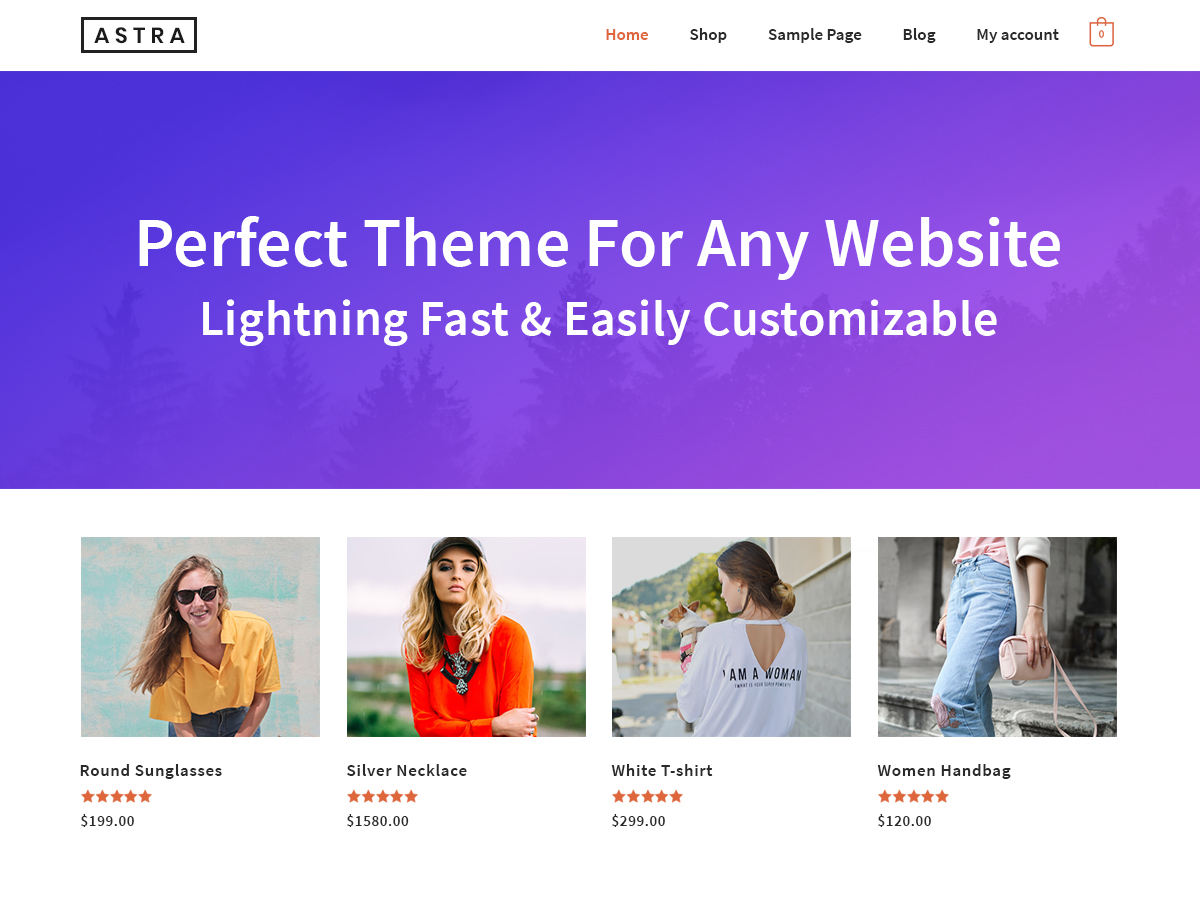 ASTRA
Home Shop Sample Page Blog My account 0
Perfect Theme For Any Website
Lightning Fast & Easily Customizable
I AM A WOMAN
Round Sunglasses
$199.00
Silver Necklace
$1580.00
White T-shirt
$299.00
Women Handbag
$120.00